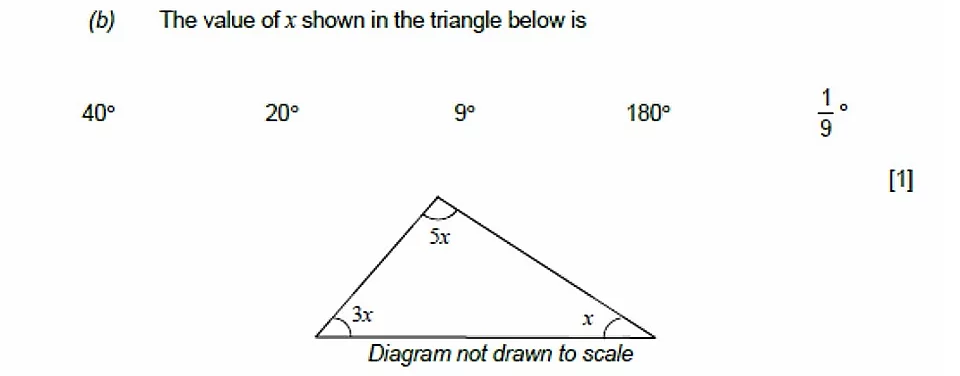 (b) The value of x shown in the triangle below is
40° 20° 9° 180° 1/9°
[1]
5x
3x x
Diagram not drawn to scale